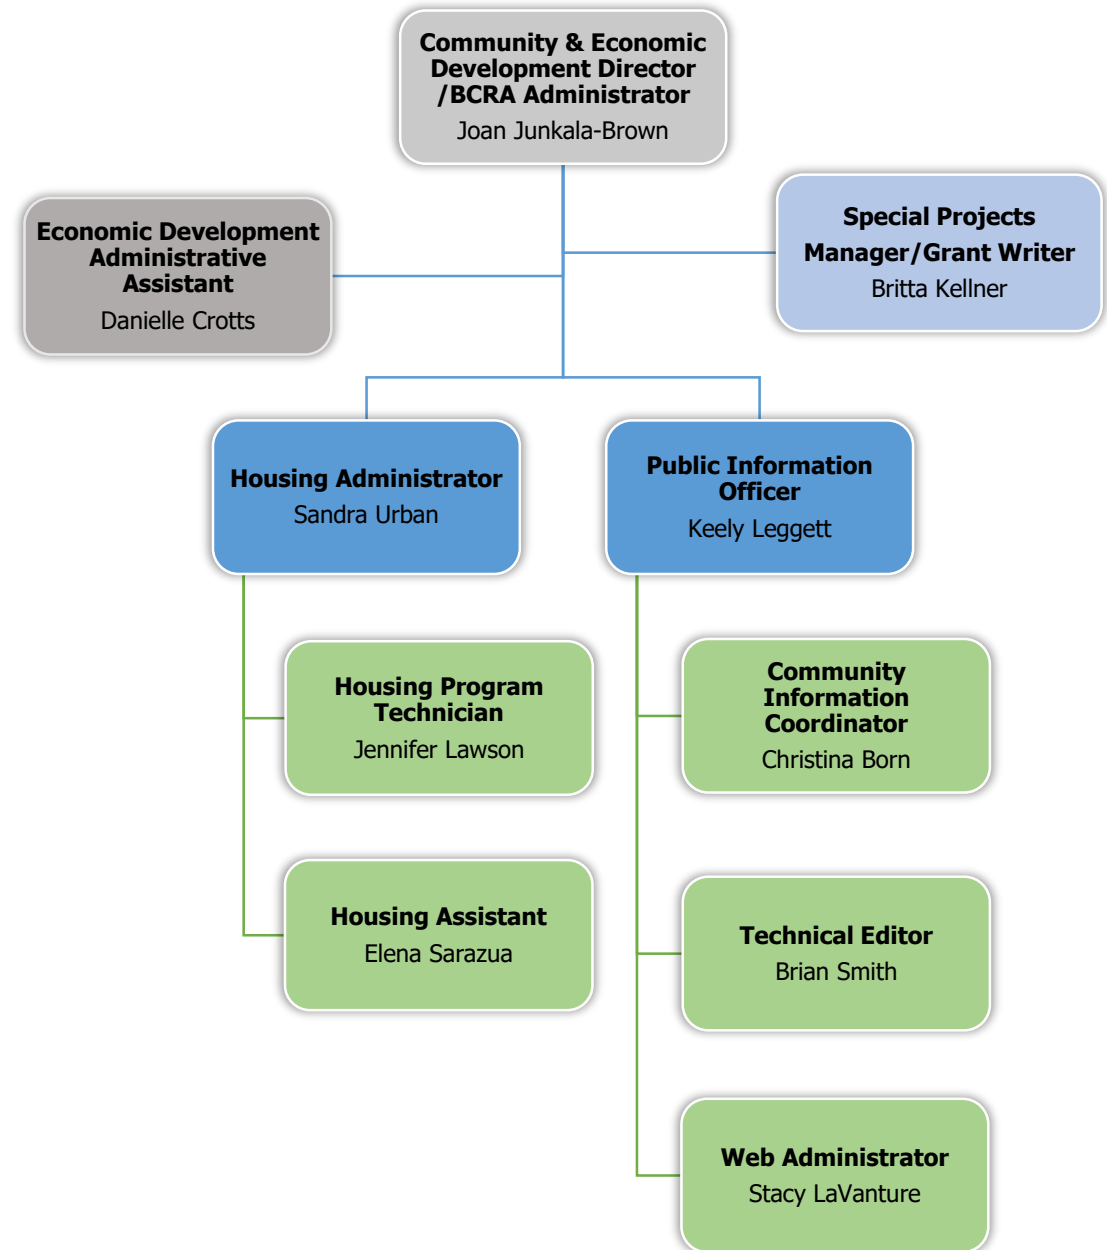 Community & Economic
Development Director
/BCRA Administrator
Joan Junkala-Brown
Economic Development
Administrative
Assistant
Danielle Crotts
Special Projects
Manager/Grant Writer
Britta Kellner
Housing Administrator
Sandra Urban
Public Information
Officer
Keely Leggett
Housing Program
Technician
Jennifer Lawson
Community
Information
Coordinator
Christina Born
Housing Assistant
Elena Sarazua
Technical Editor
Brian Smith
Web Administrator
Stacy LaVanture